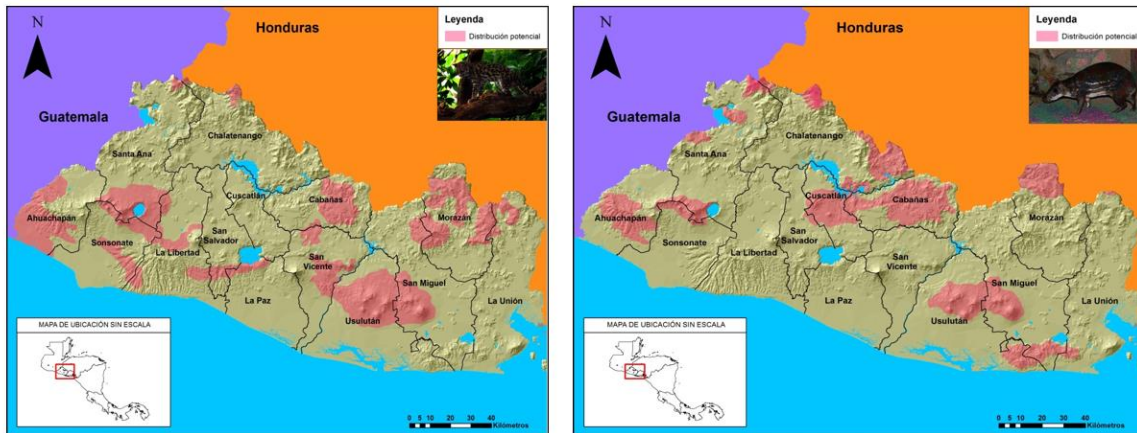 N
Honduras
Leyenda
Distribución potencial
Guatemala
Chalatenango
Santa Ana
Cuscatlán
Cabañas
Ahuachapán
Morazán
San
Salvador
Sonsonate
La Libertad
San
Vicente
San Miguel
La Unión
La Paz
Usulután
MAPA DE UBICACIÓN SIN ESCALA
0 5 10 20 30 40
Kilómetros
N
Honduras
Leyenda
Distribución potencial
Guatemala
Chalatenango
Santa Ana
Cuscatlán
Cabañas
Ahuachapán
Morazán
San
Salvador
Sonsonate
La Libertad
San
Vicente
San Miguel
La Unión
La Paz
Usulután
MAPA DE UBICACIÓN SIN ESCALA
0 5 10 20 30 40
Kilómetros